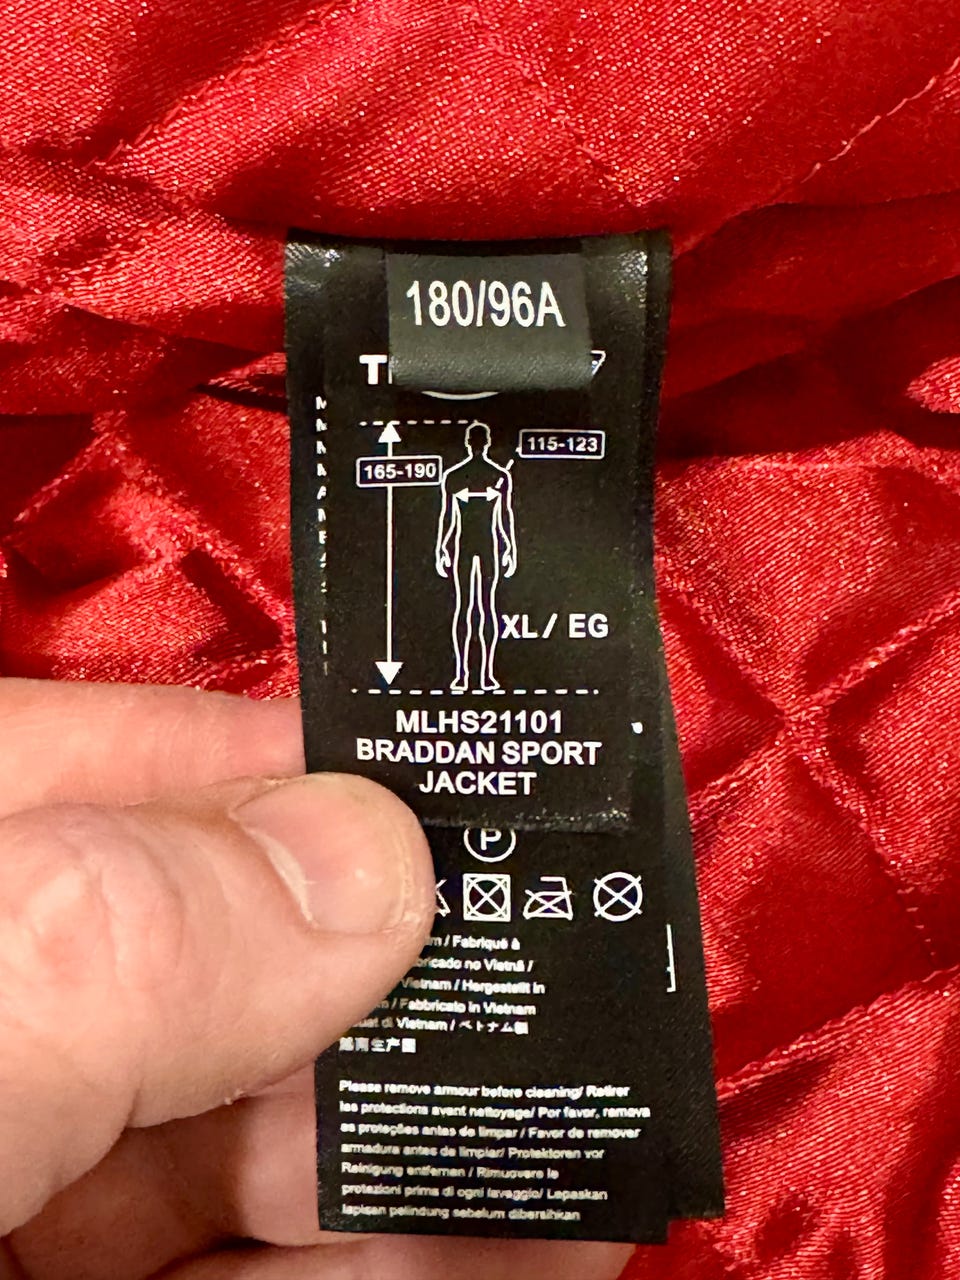 180/96A
115-123
165-190
XL / EG
MLHS21101
BRADDAN SPORT
JACKET
P
/ Fabriqué à
no Vietnã /
Vietnam / Hergestellt in
/ Fabbricato in Vietnam
di Vietnam / ベトナム製
越南生产国
Please remove armour before cleaning/ Retirer
les protections avant nettoyage/ Por favor, remova
as proteções antes de limpar / Favor de remover
armadura antes de limpiar/ Protektoren vor
Reinigung entfernen / Rimuovere le
protezioni prima di ogni lavaggio/ Lepaskan
lapisan pelindung sebelum dibersihkan